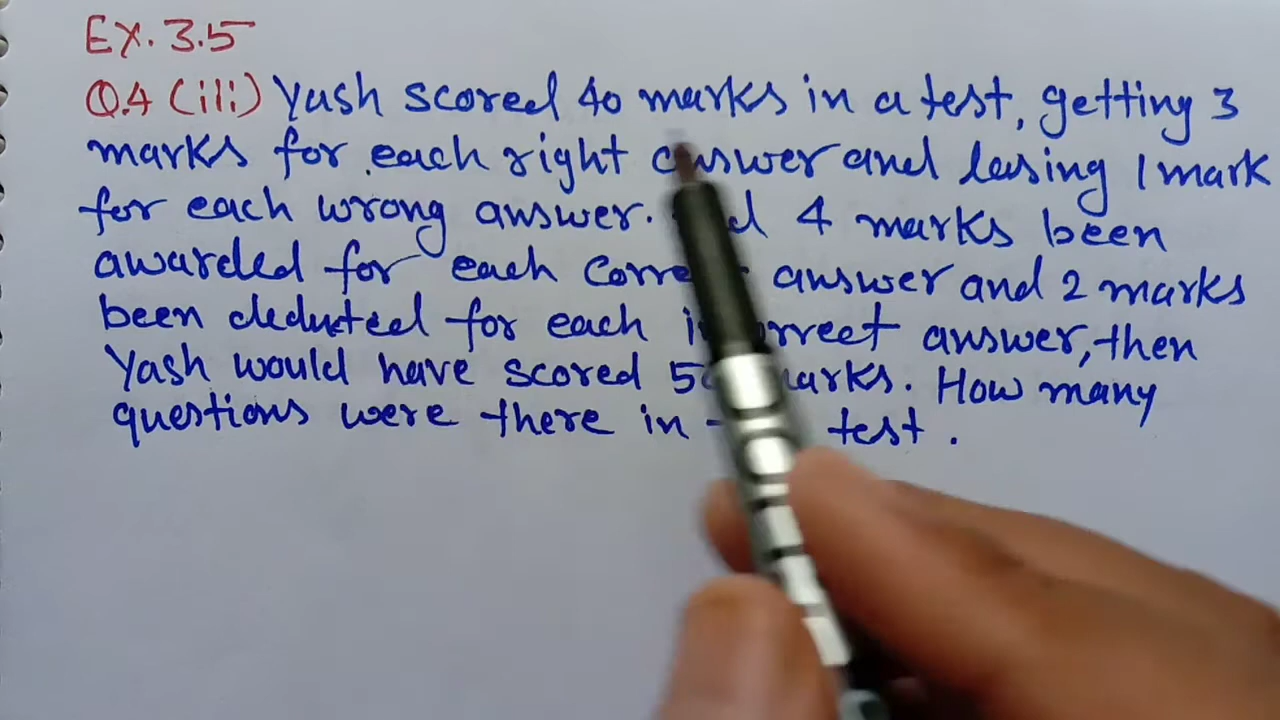 Ex. 3.5
Q.4 (iii) Yash scored 40 marks in a test, getting 3
marks for each right answer and losing 1 mark
for each wrong answer. 4 marks been
awarded for each answer and 2 marks
been deducted for each answer, then
Yash would have scored marks. How many
questions were there in test.